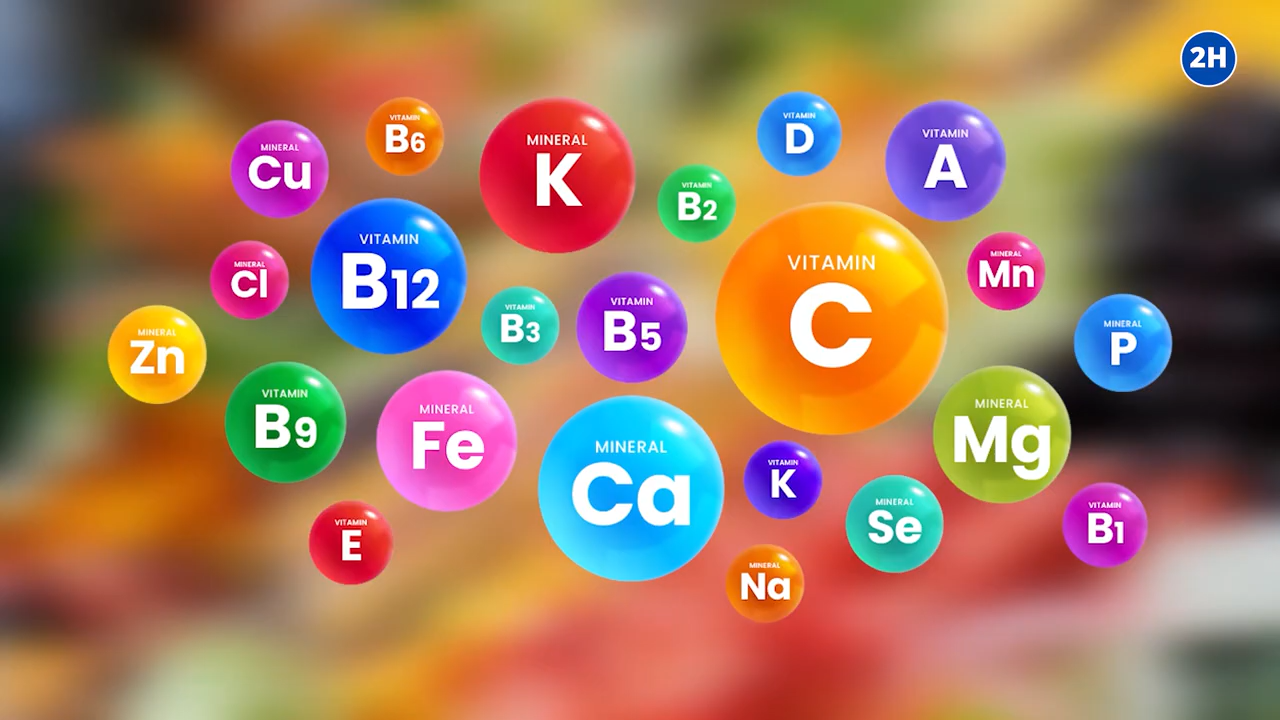 2H
VITAMIN
D
VITAMIN
B6
MINERAL
K
VITAMIN
A
MINERAL
Cu
VITAMIN
B2
VITAMIN
B12
VITAMIN
C
MINERAL
Mn
MINERAL
Cl
VITAMIN
B3
VITAMIN
B5
MINERAL
P
MINERAL
Zn
VITAMIN
B9
MINERAL
Fe
MINERAL
Ca
MINERAL
Mg
VITAMIN
K
MINERAL
Se
VITAMIN
B1
VITAMIN
E
MINERAL
Na